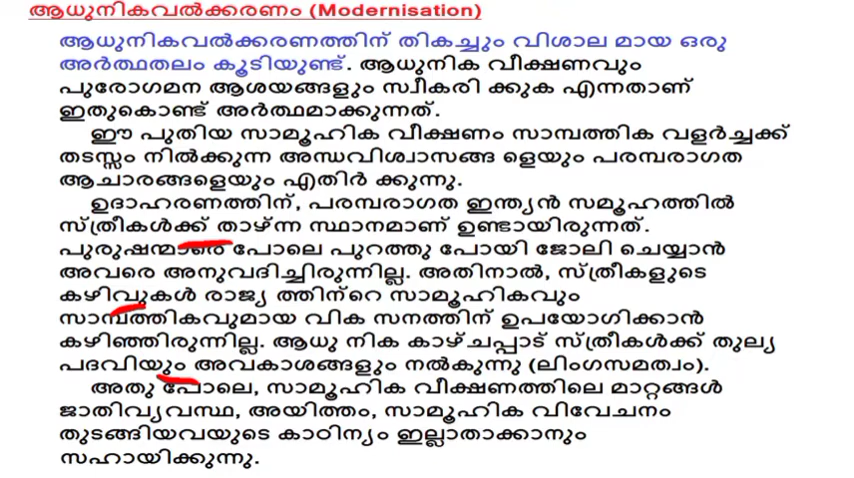 ആധുനികവൽക്കരണം (Modernisation)
ആധുനികവൽക്കരണത്തിന് തികച്ചും വിശാല മായ ഒരു
അർത്ഥതലം കൂടിയുണ്ട്. ആധുനിക വീക്ഷണവും
പുരോഗമന ആശയങ്ങളും സ്വീകരി ക്കുക എന്നതാണ്
ഇതുകൊണ്ട് അർത്ഥമാക്കുന്നത്.
ഈ പുതിയ സാമൂഹിക വീക്ഷണം സാമ്പത്തിക വളർച്ചക്ക്
തടസ്സം നിൽക്കുന്ന അന്ധവിശ്വാസങ്ങ ളെയും പരമ്പരാഗത
ആചാരങ്ങളെയും എതിർ ക്കുന്നു.
ഉദാഹരണത്തിന്, പരമ്പരാഗത ഇന്ത്യൻ സമൂഹത്തിൽ
സ്ത്രീകൾക്ക് താഴ്ന്ന സ്ഥാനമാണ് ഉണ്ടായിരുന്നത്.
പുരുഷന്മാരെ പോലെ പുറത്തു പോയി ജോലി ചെയ്യാൻ
അവരെ അനുവദിച്ചിരുന്നില്ല. അതിനാൽ, സ്ത്രീകളുടെ
കഴിവുകൾ രാജ്യ ത്തിൻറെ സാമൂഹികവും
സാമ്പത്തികവുമായ വിക സനത്തിന് ഉപയോഗിക്കാൻ
കഴിഞ്ഞിരുന്നില്ല. ആധു നിക കാഴ്ചപ്പാട് സ്ത്രീകൾക്ക് തുല്യ
പദവിയും അവകാശങ്ങളും നൽകുന്നു (ലിംഗസമത്വം).
അതു പോലെ, സാമൂഹിക വീക്ഷണത്തിലെ മാറ്റങ്ങൾ
ജാതിവ്യവസ്ഥ, അയിത്തം, സാമൂഹിക വിവേചനം
തുടങ്ങിയവയുടെ കാഠിന്യം ഇല്ലാതാക്കാനും
സഹായിക്കുന്നു.